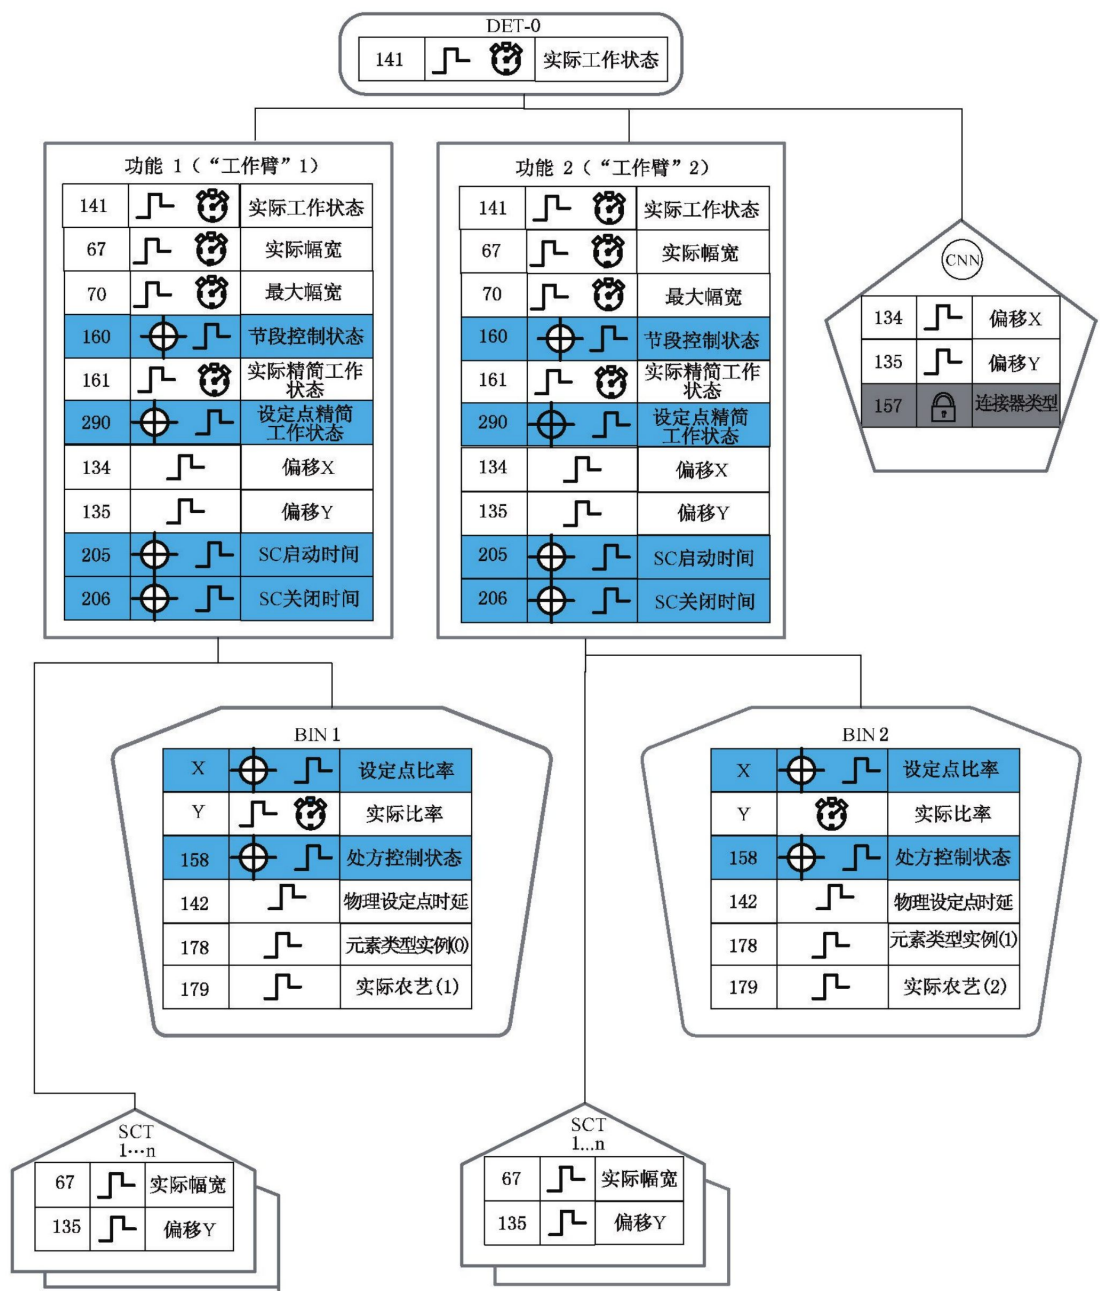 DET-0
141 实际工作状态
功能 1（“工作臂”1）
141 实际工作状态
67 实际幅宽
70 最大幅宽
160 节段控制状态
161 实际精简工作
状态
290 设定点精简
工作状态
134 偏移X
135 偏移Y
205 SC启动时间
206 SC关闭时间
功能 2（“工作臂”2）
141 实际工作状态
67 实际幅宽
70 最大幅宽
160 节段控制状态
161 实际精简工作
状态
290 设定点精简
工作状态
134 偏移X
135 偏移Y
205 SC启动时间
206 SC关闭时间
CNN
134 偏移X
135 偏移Y
157 连接器类型
BIN 1
X 设定点比率
Y 实际比率
158 处方控制状态
142 物理设定点时延
178 元素类型实例(0)
179 实际农艺(1)
BIN 2
X 设定点比率
Y 实际比率
158 处方控制状态
142 物理设定点时延
178 元素类型实例(1)
179 实际农艺(2)
SCT
1…n
67 实际幅宽
135 偏移Y
SCT
1...n
67 实际幅宽
135 偏移Y